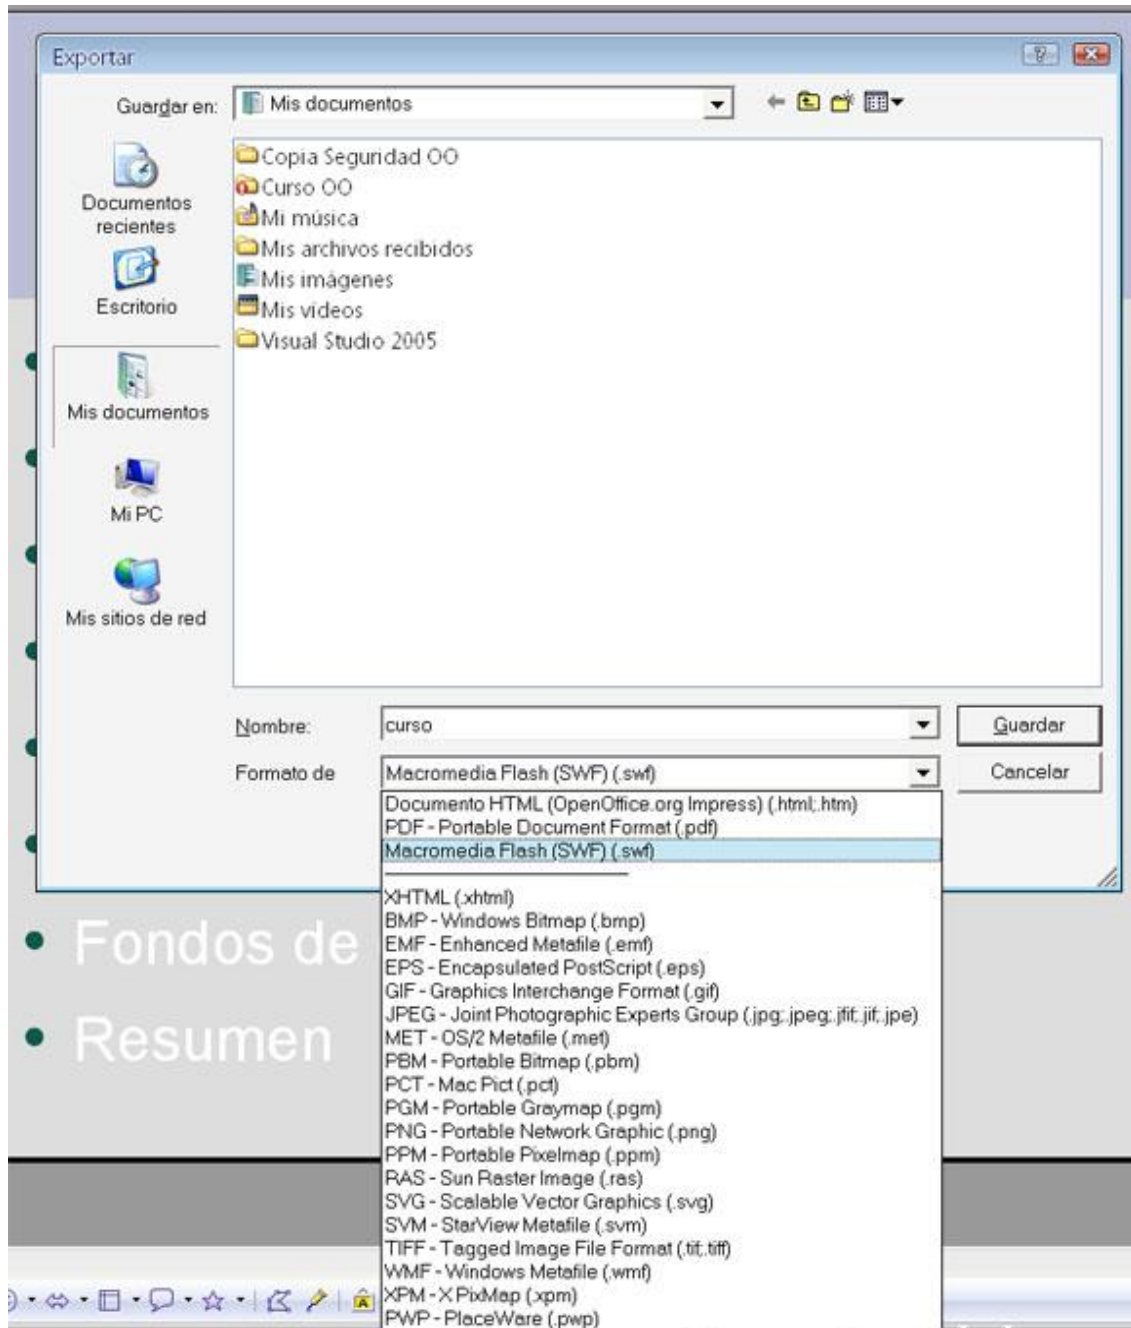 Exportar
Guardar en:
Mis documentos
Documentos
recientes
Escritorio
Mis documentos
Mi PC
Mis sitios de red
Copia Seguridad OO
Curso OO
Mi música
Mis archivos recibidos
Mis imágenes
Mis vídeos
Visual Studio 2005
Nombre:
curso
Guardar
Formato de
Macromedia Flash (SWF) (.swf)
Cancelar
Documento HTML (OpenOffice.org Impress) (.html;.htm)
PDF - Portable Document Format (.pdf)
Macromedia Flash (SWF) (.swf)
XHTML (.xhtml)
BMP - Windows Bitmap (.bmp)
EMF - Enhanced Metafile (.emf)
EPS - Encapsulated PostScript (.eps)
GIF - Graphics Interchange Format (.gif)
JPEG - Joint Photographic Experts Group (.jpg;.jpeg;.jfif;.jif;.jpe)
MET - OS/2 Metafile (.met)
PBM - Portable Bitmap (.pbm)
PCT - Mac Pict (.pct)
PGM - Portable Graymap (.pgm)
PNG - Portable Network Graphic (.png)
PPM - Portable Pixelmap (.ppm)
RAS - Sun Raster Image (.ras)
SVG - Scalable Vector Graphics (.svg)
SVM - StarView Metafile (.svm)
TIFF - Tagged Image File Format (.tif;.tiff)
WMF - Windows Metafile (.wmf)
XPM - X PixMap (.xpm)
PWP - PlaceWare (.pwp)
• Fondos de
• Resumen